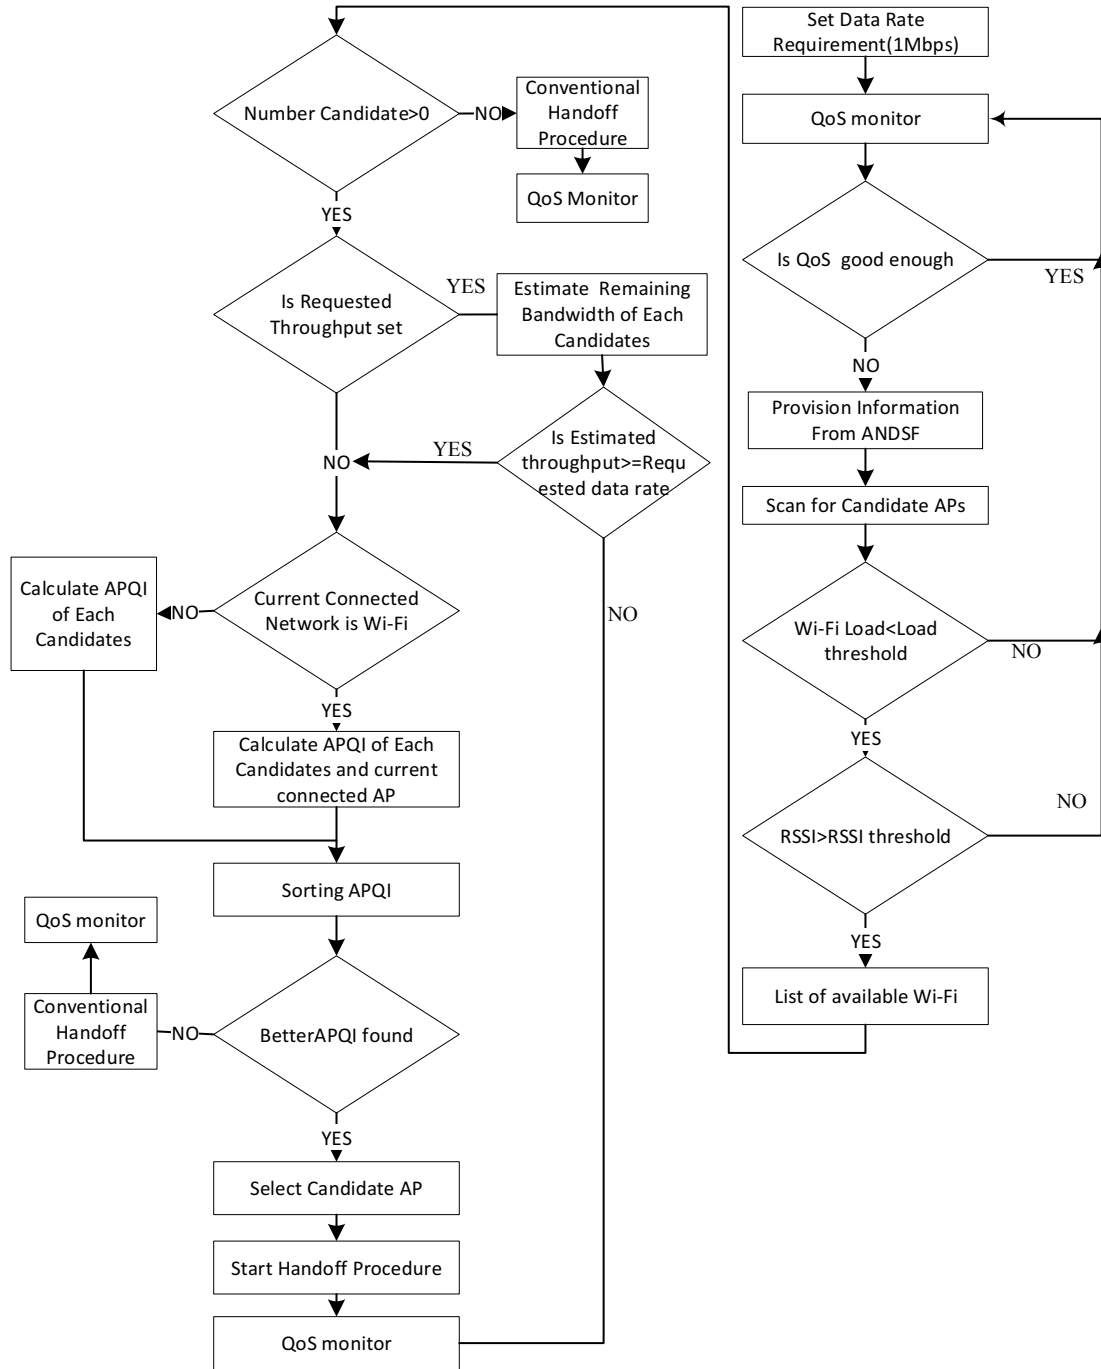 Number Candidate>0
NO
Conventional
Handoff
Procedure
QoS Monitor
YES
Is Requested
Throughput set
YES
Estimate  Remaining
Bandwidth of Each
Candidates
NO
YES
Is Estimated
throughput>=Requ
ested data rate
NO
Current Connected
Network is Wi-Fi
NO
Calculate APQI
of Each
Candidates
YES
Calculate APQI of Each
Candidates and current
connected AP
Sorting APQI
BetterAPQI found
NO
Conventional
Handoff
Procedure
QoS monitor
YES
Select Candidate AP
Start Handoff Procedure
QoS monitor
Set Data Rate
Requirement(1Mbps)
QoS monitor
Is QoS  good enough
YES
NO
Provision Information
From ANDSF
Scan for Candidate APs
Wi-Fi Load<Load
threshold
NO
YES
RSSI>RSSI threshold
NO
YES
List of available Wi-Fi